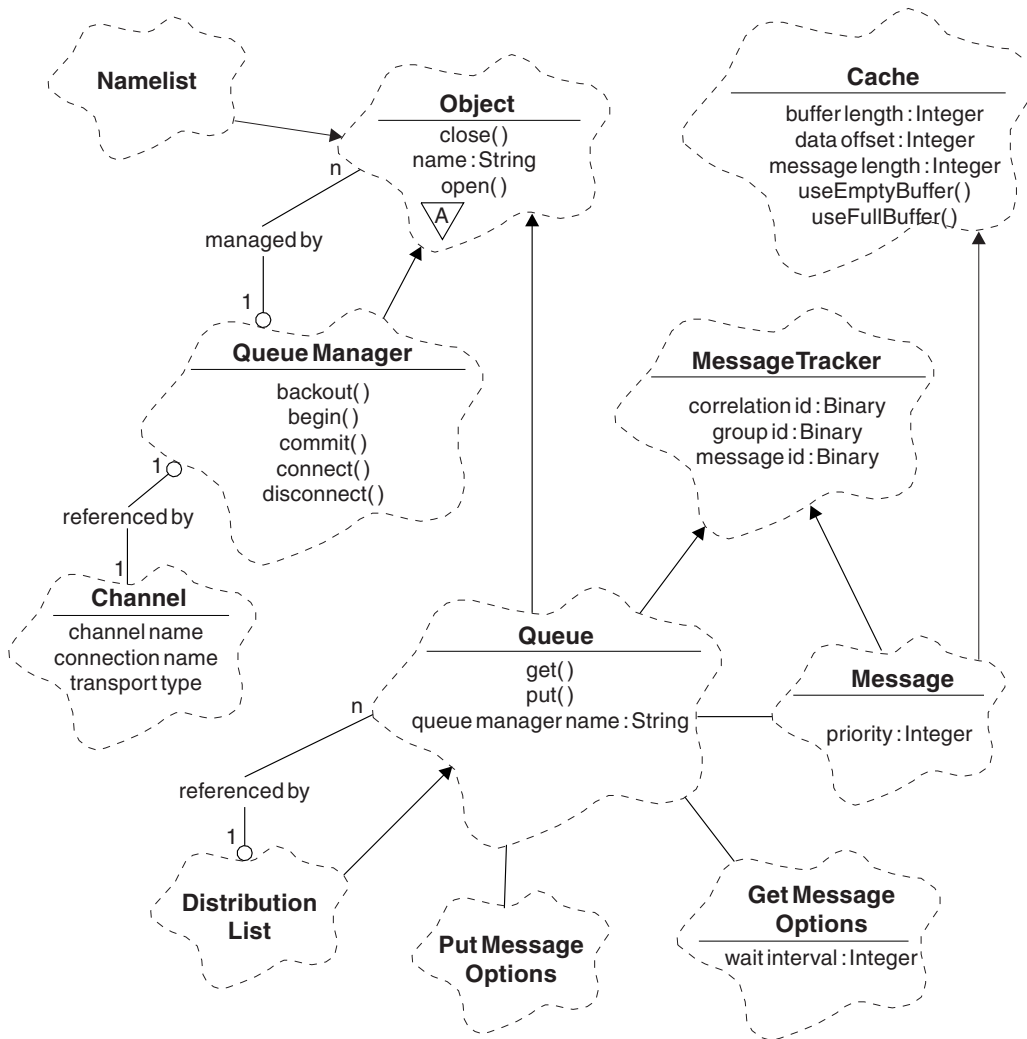 Namelist
Object
close()
name : String
open()
A
Cache
buffer length : Integer
data offset : Integer
message length : Integer
useEmptyBuffer()
useFullBuffer()
n
managed by
1
Queue Manager
backout()
begin()
commit()
connect()
disconnect()
Message Tracker
correlation id : Binary
group id : Binary
message id : Binary
1
referenced by
1
Channel
channel name
connection name
transport type
Queue
get()
put()
queue manager name : String
Message
priority : Integer
n
referenced by
1
Distribution
List
Put Message
Options
Get Message
Options
wait interval : Integer